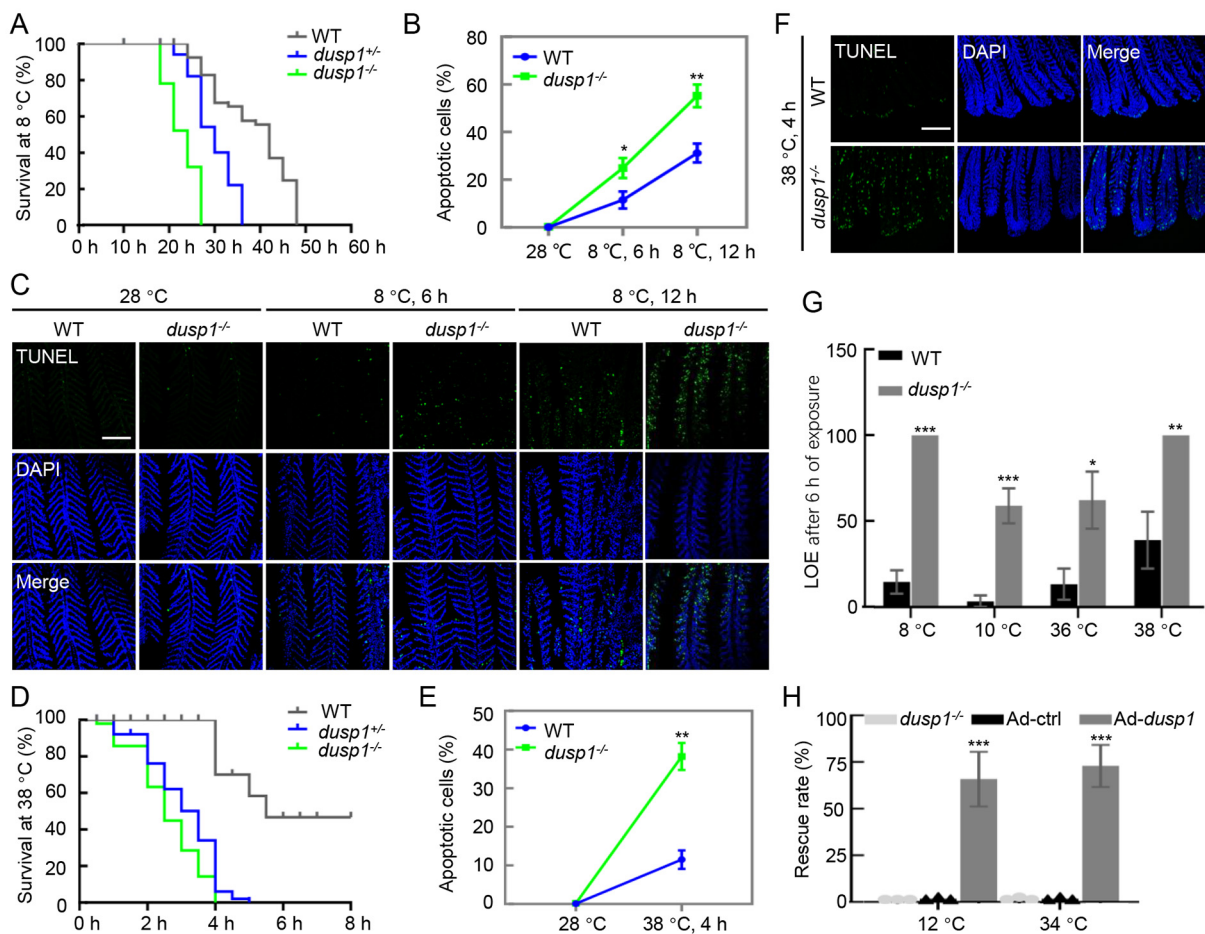 A
Survival at 8 °C (%)
100
80
60
40
20
0
0 h 10 h 20 h 30 h 40 h 50 h 60 h
WT
dusp1+/-
dusp1-/-
B
Apoptotic cells (%)
80
60
40
20
0
28 °C 8 °C, 6 h 8 °C, 12 h
WT
dusp1-/-
*
**
C
28 °C 8 °C, 6 h 8 °C, 12 h
WT dusp1-/- WT dusp1-/- WT dusp1-/-
TUNEL
DAPI
Merge
D
Survival at 38 °C (%)
100
80
60
40
20
00
0 h 2 h 4 h 6 h 8 h
WT
dusp1+/-
dusp1-/-
E
Apoptotic cells (%)
50
40
30
20
10
0
28 °C 38 °C, 4 h
WT
dusp1-/-
**
F
38 °C, 4 h
TUNEL DAPI Merge
WT
dusp1-/-
G
LOE after 6 h of exposure
150
100
50
0
WT
dusp1-/-
*** *** * **
8 °C 10 °C 36 °C 38 °C
H
Rescue rate (%)
100
75
50
25
0
dusp1-/- Ad-ctrl Ad-dusp1
*** ***
12 °C 34 °C